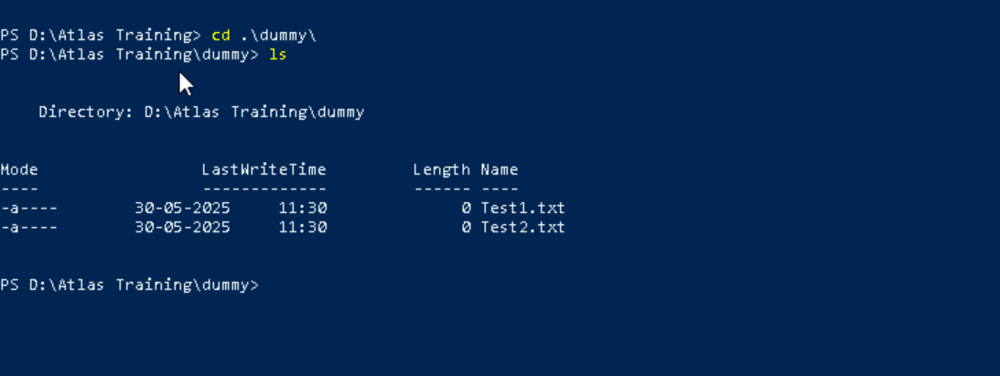 PS D:\Atlas Training> cd .\dummy\
PS D:\Atlas Training\dummy> ls
Directory: D:\Atlas Training\dummy
Mode LastWriteTime Length Name
---- ------------- ------ ----
-a---- 30-05-2025 11:30 0 Test1.txt
-a---- 30-05-2025 11:30 0 Test2.txt
PS D:\Atlas Training\dummy>